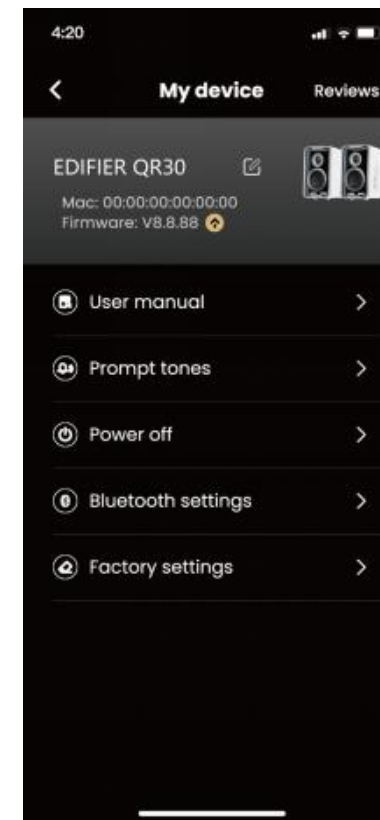 4:20
My device
Reviews
EDIFIER QR30
Mac: 00:00:00:00:00:00
Firmware: V8.8.88
User manual
Prompt tones
Power off
Bluetooth settings
Factory settings